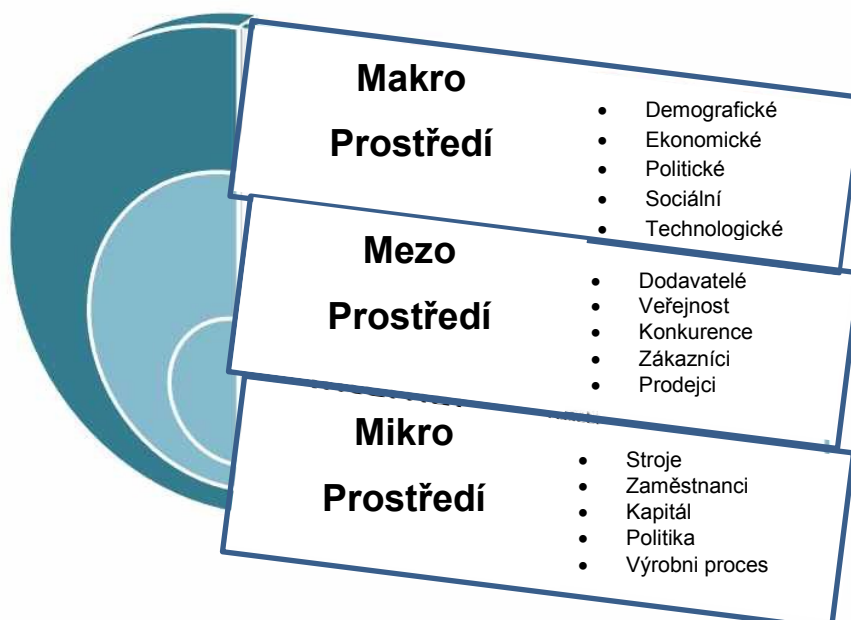 Makro
Prostředí
• Demografické
• Ekonomické
• Politické
• Sociální
• Technologické
Mezo
Prostředí
• Dodavatelé
• Veřejnost
• Konkurence
• Zákazníci
• Prodejci
Mikro
Prostředí
• Stroje
• Zaměstnanci
• Kapitál
• Politika
• Výrobni proces